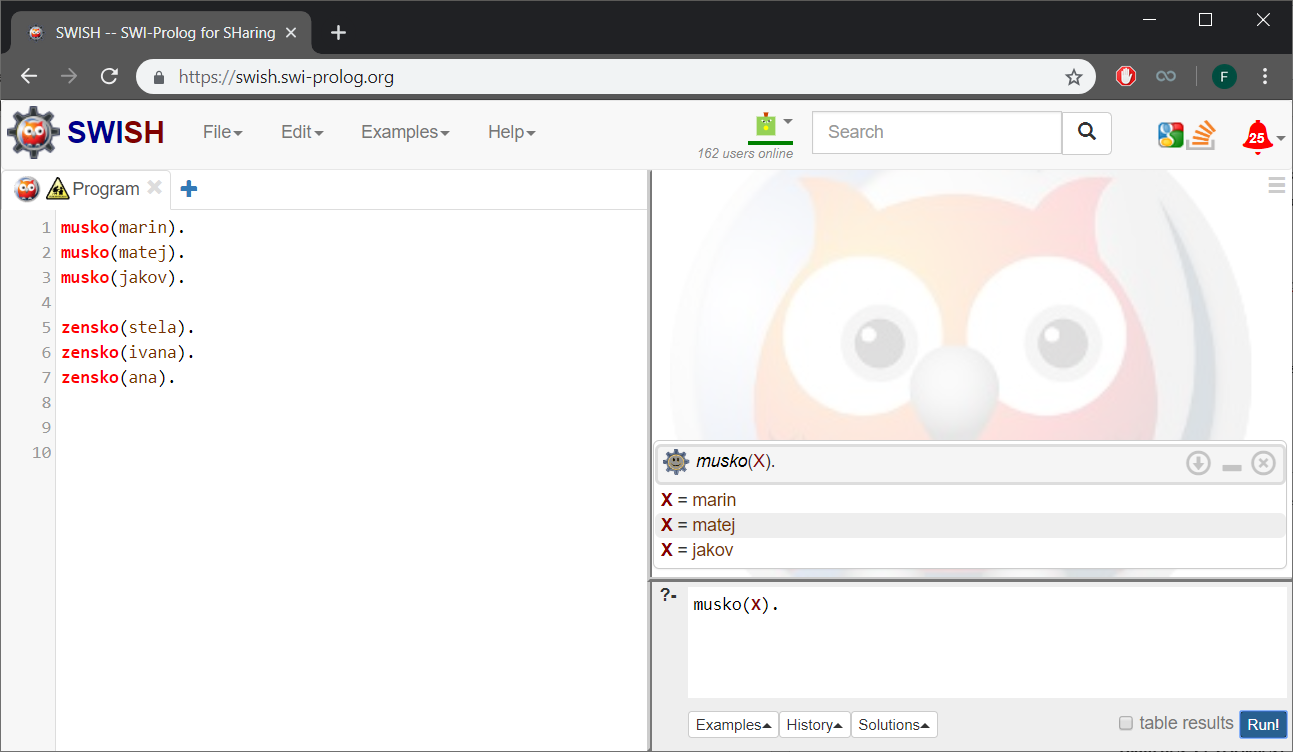 SWISH -- SWI-Prolog for SHaring
https://swish.swi-prolog.org
F
SWISH File Edit Examples Help
162 users online
Search
25
Program
1 musko(marin).
2 musko(matej).
3 musko(jakov).
4
5 zensko(stela).
6 zensko(ivana).
7 zensko(ana).
8
9
10
musko(X).
X = marin
X = matej
X = jakov
?- musko(X).
Examples History Solutions
table results Run!